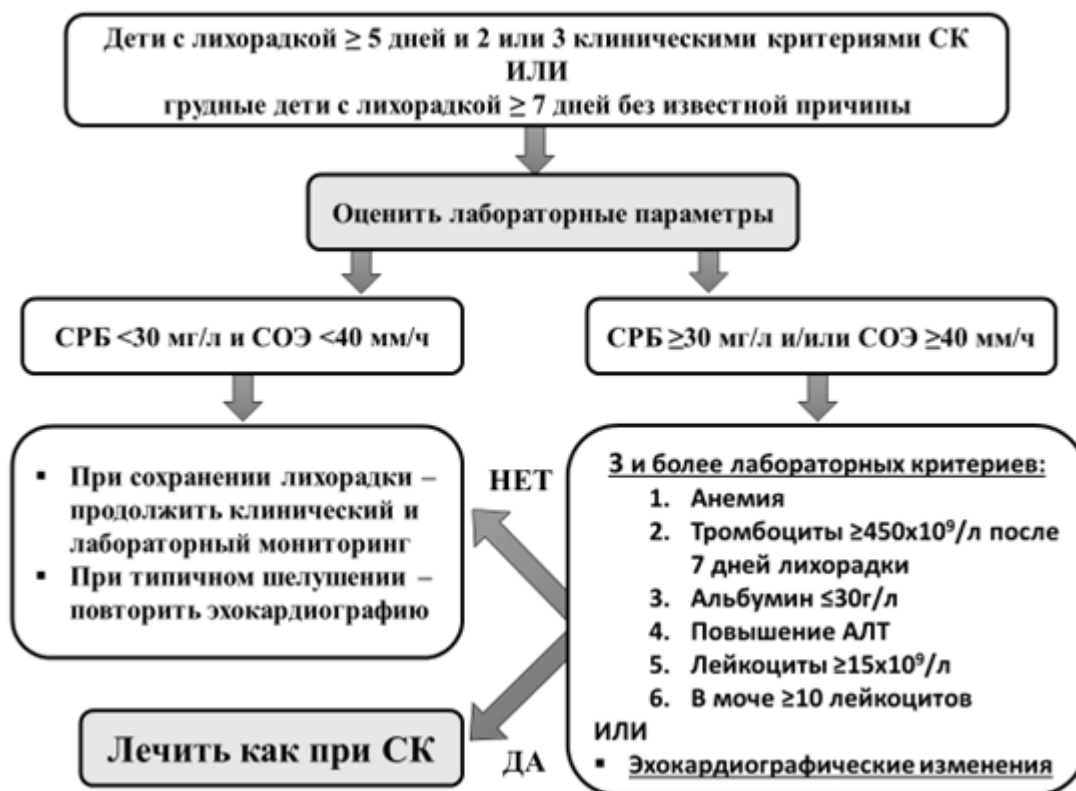 Дети с лихорадкой ≥ 5 дней и 2 или 3 клиническими критериями СК
ИЛИ
грудные дети с лихорадкой ≥ 7 дней без известной причины
Оценить лабораторные параметры
СРБ <30 мг/л и СОЭ <40 мм/ч
СРБ ≥30 мг/л и/или СОЭ ≥40 мм/ч
▪ При сохранении лихорадки –
продолжить клинический и
лабораторный мониторинг
▪ При типичном шелушении –
повторить эхокардиографию
НЕТ
3 и более лабораторных критериев:
1. Анемия
2. Тромбоциты ≥450х10⁹/л после
7 дней лихорадки
3. Альбумин ≤30г/л
4. Повышение АЛТ
5. Лейкоциты ≥15х10⁹/л
6. В моче ≥10 лейкоцитов
ИЛИ
▪ Эхокардиографические изменения
Лечить как при СК
ДА